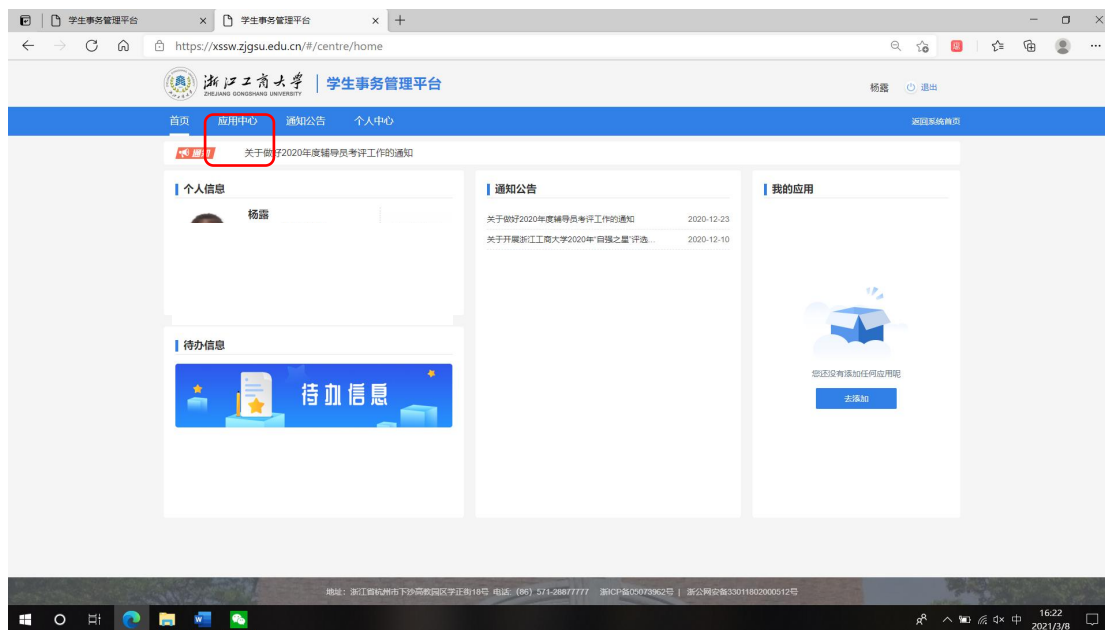 学生事务管理平台
学生事务管理平台
https://xssw.zjgsu.edu.cn/#/centre/home
浙江工商大学
ZHEJIANG GONGSHANG UNIVERSITY
学生事务管理平台
杨露 退出
首页 应用中心 通知公告 个人中心 返回系统首页
通知 关于做好2020年度辅导员考评工作的通知
个人信息
杨露
通知公告
关于做好2020年度辅导员考评工作的通知 2020-12-23
关于开展浙江工商大学2020年“自强之星”评选... 2020-12-10
我的应用
您还没有添加任何应用呢
去添加
待办信息
待办信息
地址：浙江省杭州市下沙高教园区学正街18号 电话：(86) 571-28877777 浙ICP备05073962号 | 浙公网安备33011802000512号
中
16:22
2021/3/8